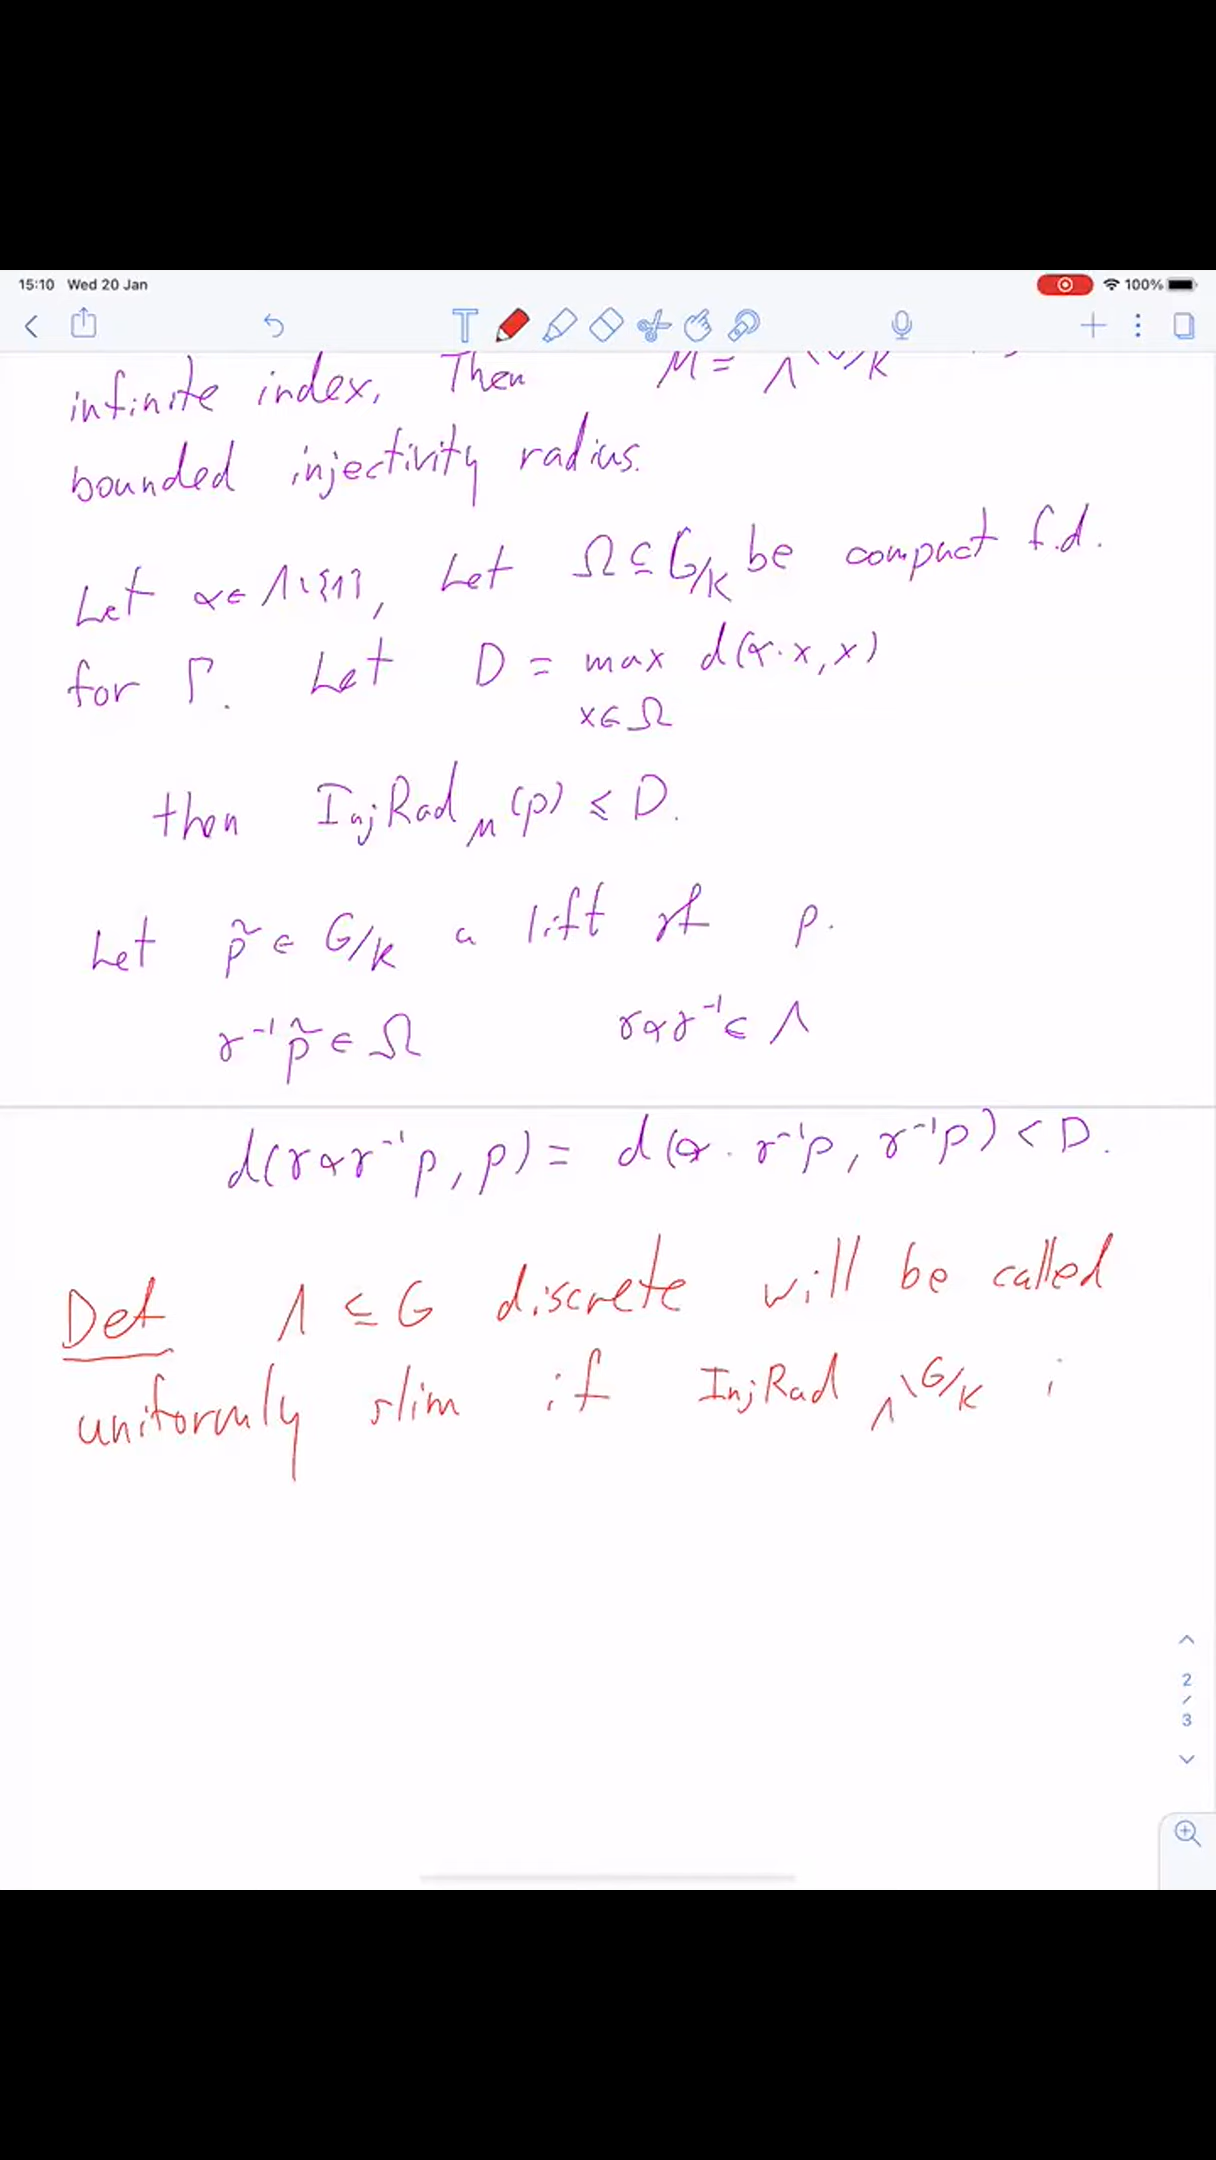 15:10 Wed 20 Jan 100%
T
infinite index, Then M = Λ\G/K
bounded injectivity radius.
Let α ∈ Λ\{1}, Let Ω ⊆ G/K be compact f.d.
for Γ. Let D = max d(α·x, x)
x∈Ω
then InjRad_M (p) ≤ D.
Let p̃ ∈ G/K a lift of p.
γ⁻¹p̃ ∈ Ω γαγ⁻¹ ∈ Λ
d(γαγ⁻¹p, p) = d(α·γ⁻¹p, γ⁻¹p) < D.
Def Λ ⊆ G discrete will be called
uniformly slim if InjRad Λ\G/K i
2
/
3